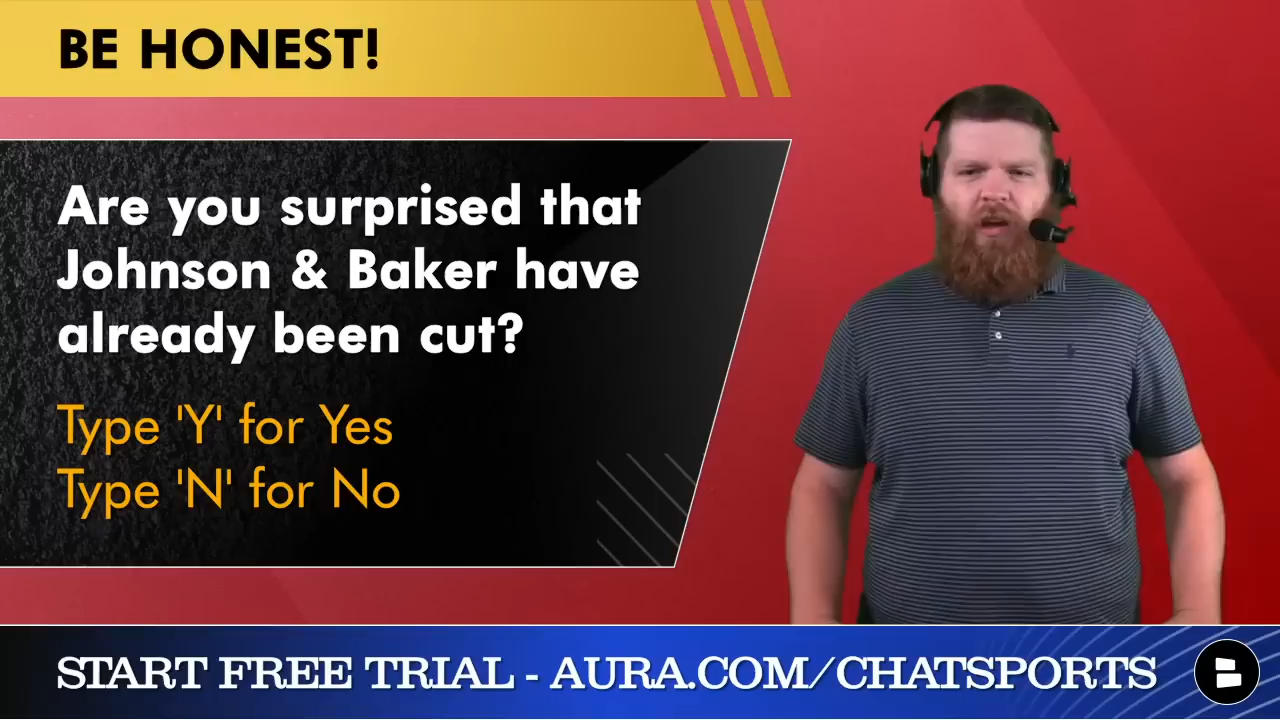 BE HONEST!
Are you surprised that
Johnson & Baker have
already been cut?
Type 'Y' for Yes
Type 'N' for No
START FREE TRIAL - AURA.COM/CHATSPORTS